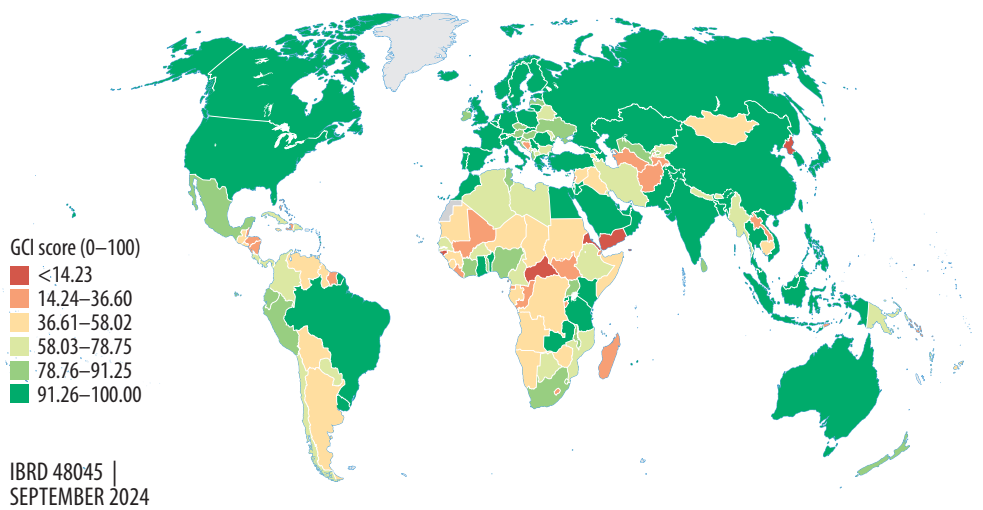 GCI score (0–100)
<14.23
14.24–36.60
36.61–58.02
58.03–78.75
78.76–91.25
91.26–100.00
IBRD 48045 |
SEPTEMBER 2024